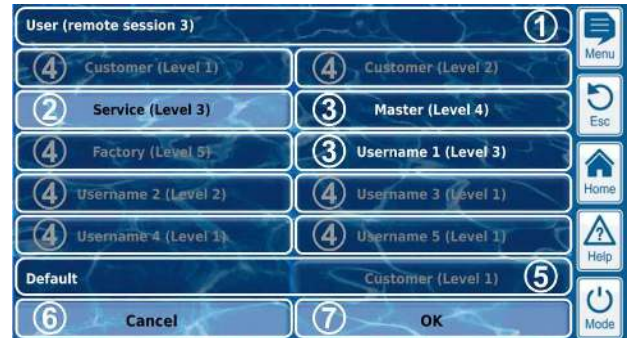 User (remote session 3) 1
Menu
4 Customer (Level 1) 4 Customer (Level 2)
2 Service (Level 3) 3 Master (Level 4)
Esc
4 Factory (Level 5) 3 Username 1 (Level 3)
Home
4 Username 2 (Level 2) 4 Username 3 (Level 1)
4 Username 4 (Level 1) 4 Username 5 (Level 1)
?
Help
Default Customer (Level 1) 5
6 Cancel 7 OK
Mode